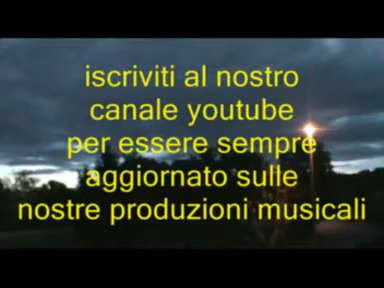 iscriviti al nostro
canale youtube
per essere sempre
aggiornato sulle
nostre produzioni musicali